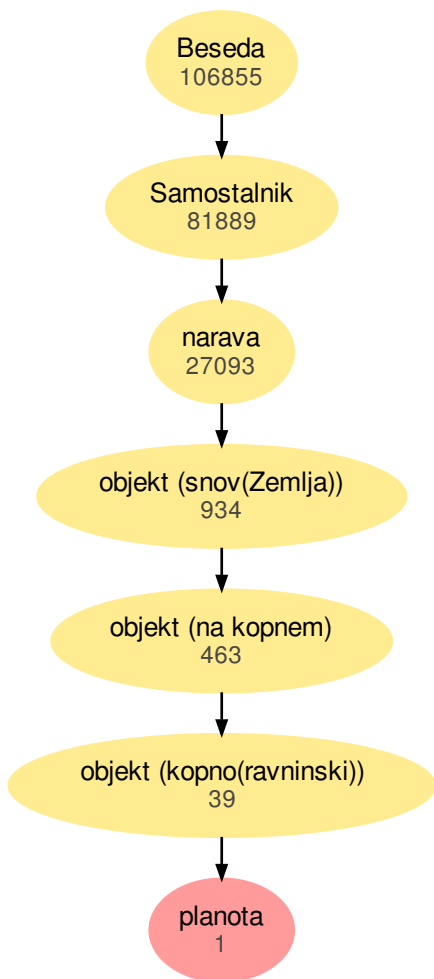 Beseda
106855
Samostalnik
81889
narava
27093
objekt (snov(Zemlja))
934
objekt (na kopnem)
463
objekt (kopno(ravninski))
39
planota
1